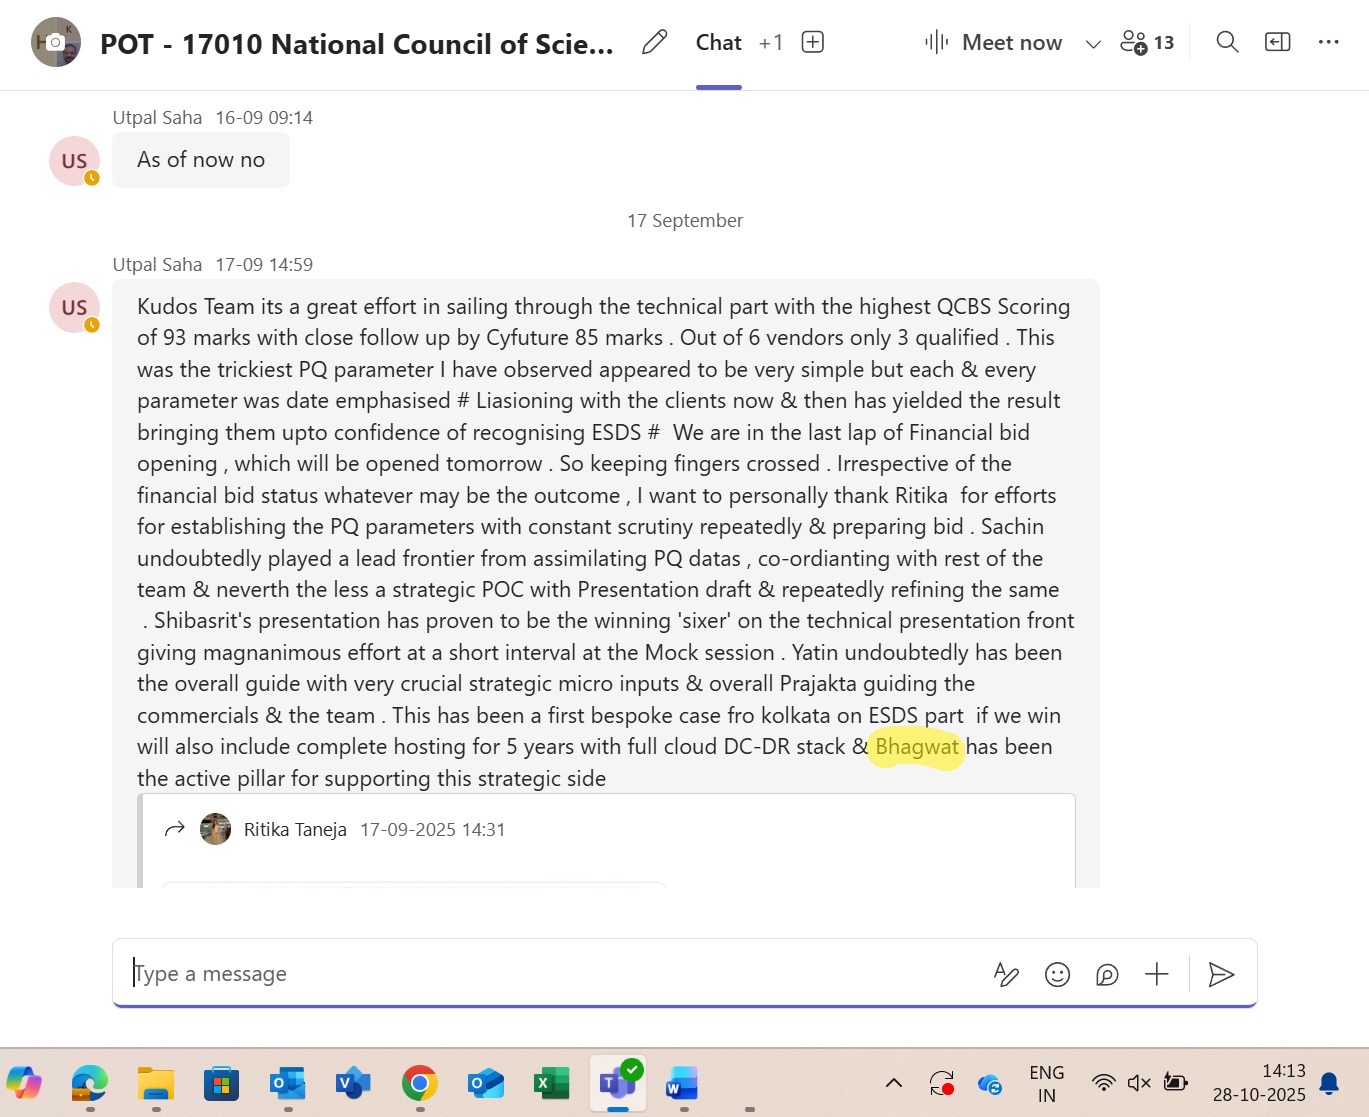 POT - 17010 National Council of Scie...
Chat +1
Meet now
13
Utpal Saha 16-09 09:14
US
As of now no
17 September
Utpal Saha 17-09 14:59
US
Kudos Team its a great effort in sailing through the technical part with the highest QCBS Scoring
of 93 marks with close follow up by Cyfuture 85 marks . Out of 6 vendors only 3 qualified . This
was the trickiest PQ parameter I have observed appeared to be very simple but each & every
parameter was date emphasised # Liasioning with the clients now & then has yielded the result
bringing them upto confidence of recognising ESDS # We are in the last lap of Financial bid
opening , which will be opened tomorrow . So keeping fingers crossed . Irrespective of the
financial bid status whatever may be the outcome , I want to personally thank Ritika for efforts
for establishing the PQ parameters with constant scrutiny repeatedly & preparing bid . Sachin
undoubtedly played a lead frontier from assimilating PQ datas , co-ordianting with rest of the
team & neverth the less a strategic POC with Presentation draft & repeatedly refining the same
. Shibasrit's presentation has proven to be the winning 'sixer' on the technical presentation front
giving magnanimous effort at a short interval at the Mock session . Yatin undoubtedly has been
the overall guide with very crucial strategic micro inputs & overall Prajakta guiding the
commercials & the team . This has been a first bespoke case fro kolkata on ESDS part if we win
will also include complete hosting for 5 years with full cloud DC-DR stack & Bhagwat has been
the active pillar for supporting this strategic side
Ritika Taneja 17-09-2025 14:31
Type a message
ENG
IN
14:13
28-10-2025